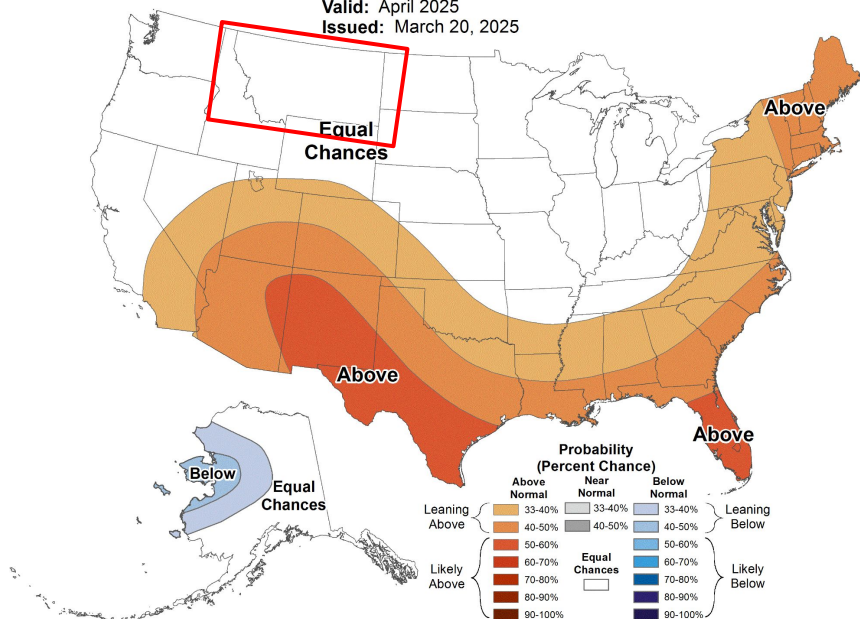 Valid: April 2025
Issued: March 20, 2025
Above
Equal
Chances
Above
Above
Below
Equal
Chances
Probability
(Percent Chance)
Above
Normal
Near
Normal
Below
Normal
Leaning
Above
33-40%
33-40%
33-40%
Leaning
Below
40-50%
40-50%
40-50%
Likely
Above
50-60%
Equal
Chances
50-60%
Likely
Below
60-70%
60-70%
70-80%
70-80%
80-90%
80-90%
90-100%
90-100%